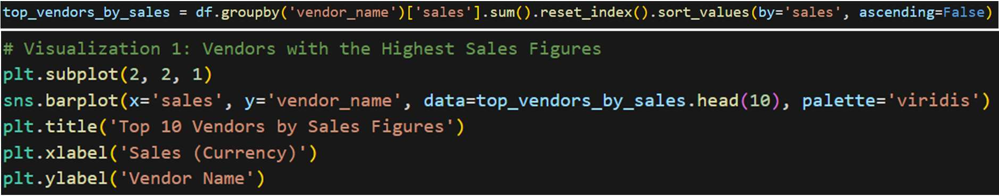 top_vendors_by_sales = df.groupby('vendor_name')['sales'].sum().reset_index().sort_values(by='sales', ascending=False)
# Visualization 1: Vendors with the Highest Sales Figures
plt.subplot(2, 2, 1)
sns.barplot(x='sales', y='vendor_name', data=top_vendors_by_sales.head(10), palette='viridis')
plt.title('Top 10 Vendors by Sales Figures')
plt.xlabel('Sales (Currency)')
plt.ylabel('Vendor Name')